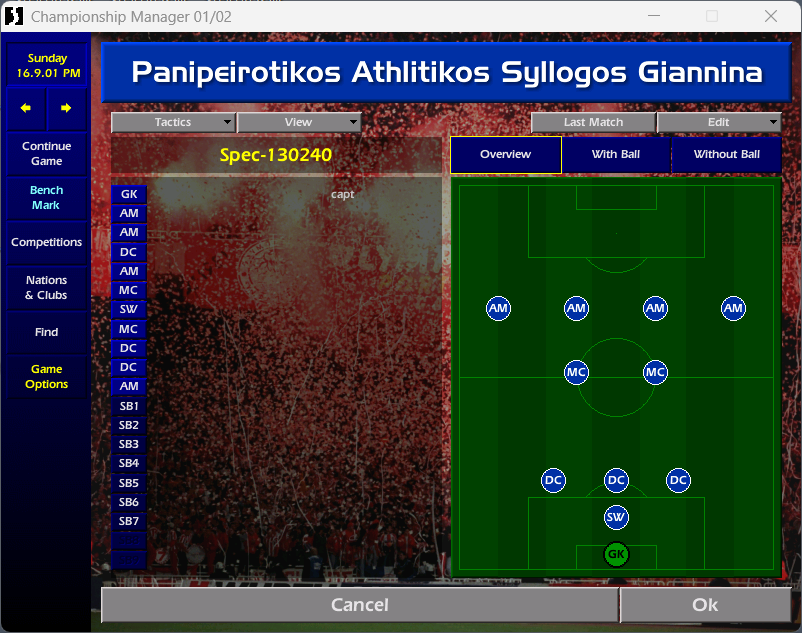 Championship Manager 01/02
Sunday
16.9.01 PM
Panipeirotikos Athlitikos Syllogos Giannina
Continue
Game
Bench
Mark
Competitions
Nations
& Clubs
Find
Game
Options
Tactics
View
Last Match
Edit
Spec-130240
Overview
With Ball
Without Ball
GK capt
AM
AM
DC
AM
MC
SW
MC
DC
DC
AM
SB1
SB2
SB3
SB4
SB5
SB6
SB7
AM AM AM AM
MC MC
DC DC DC
SW
GK
Cancel
Ok